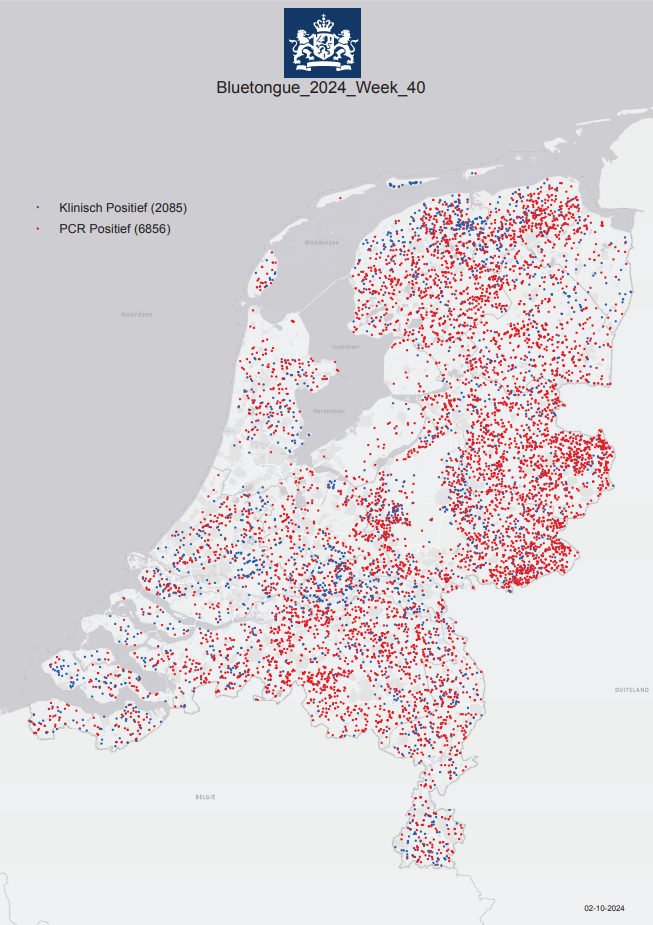 Bluetongue_2024_Week_40
Klinisch Positief (2085)
PCR Positief (6856)
Waddenzee
Noordzee
IJsselmeer
Markermeer
DUITSLAND
BELGIË
02-10-2024